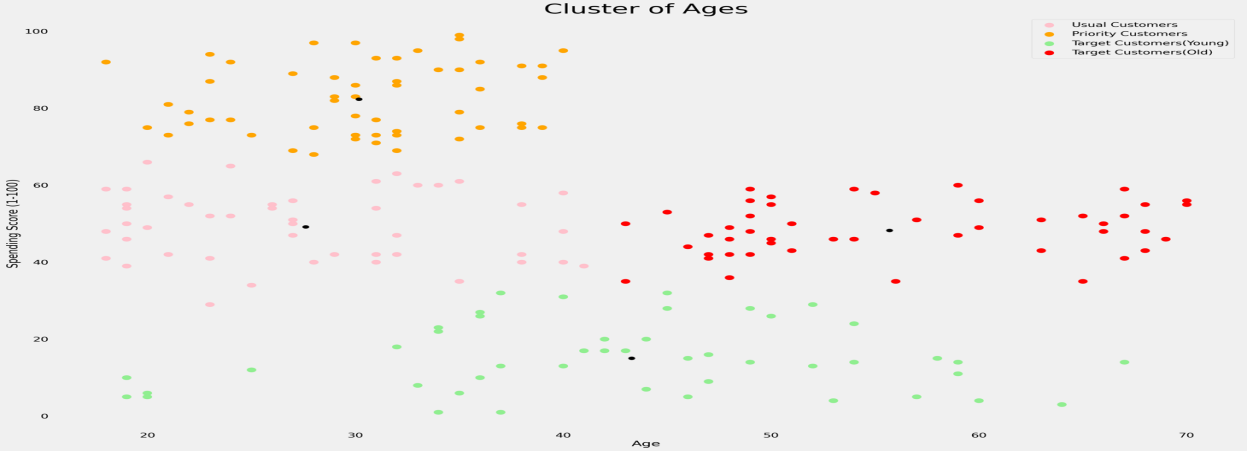 Cluster of Ages
Usual Customers
Priority Customers
Target Customers(Young)
Target Customers(Old)
Spending Score (1-100)
100
80
60
40
20
0
20
30
40
50
60
70
Age